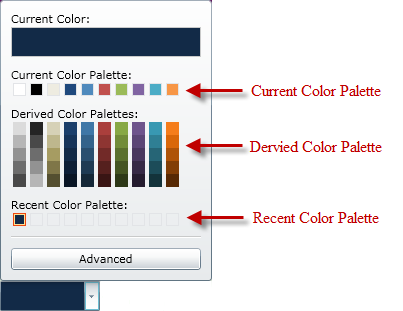 Current Color:
Current Color Palette:
Current Color Palette
Derived Color Palettes:
Dervied Color Palette
Recent Color Palette:
Recent Color Palette
Advanced